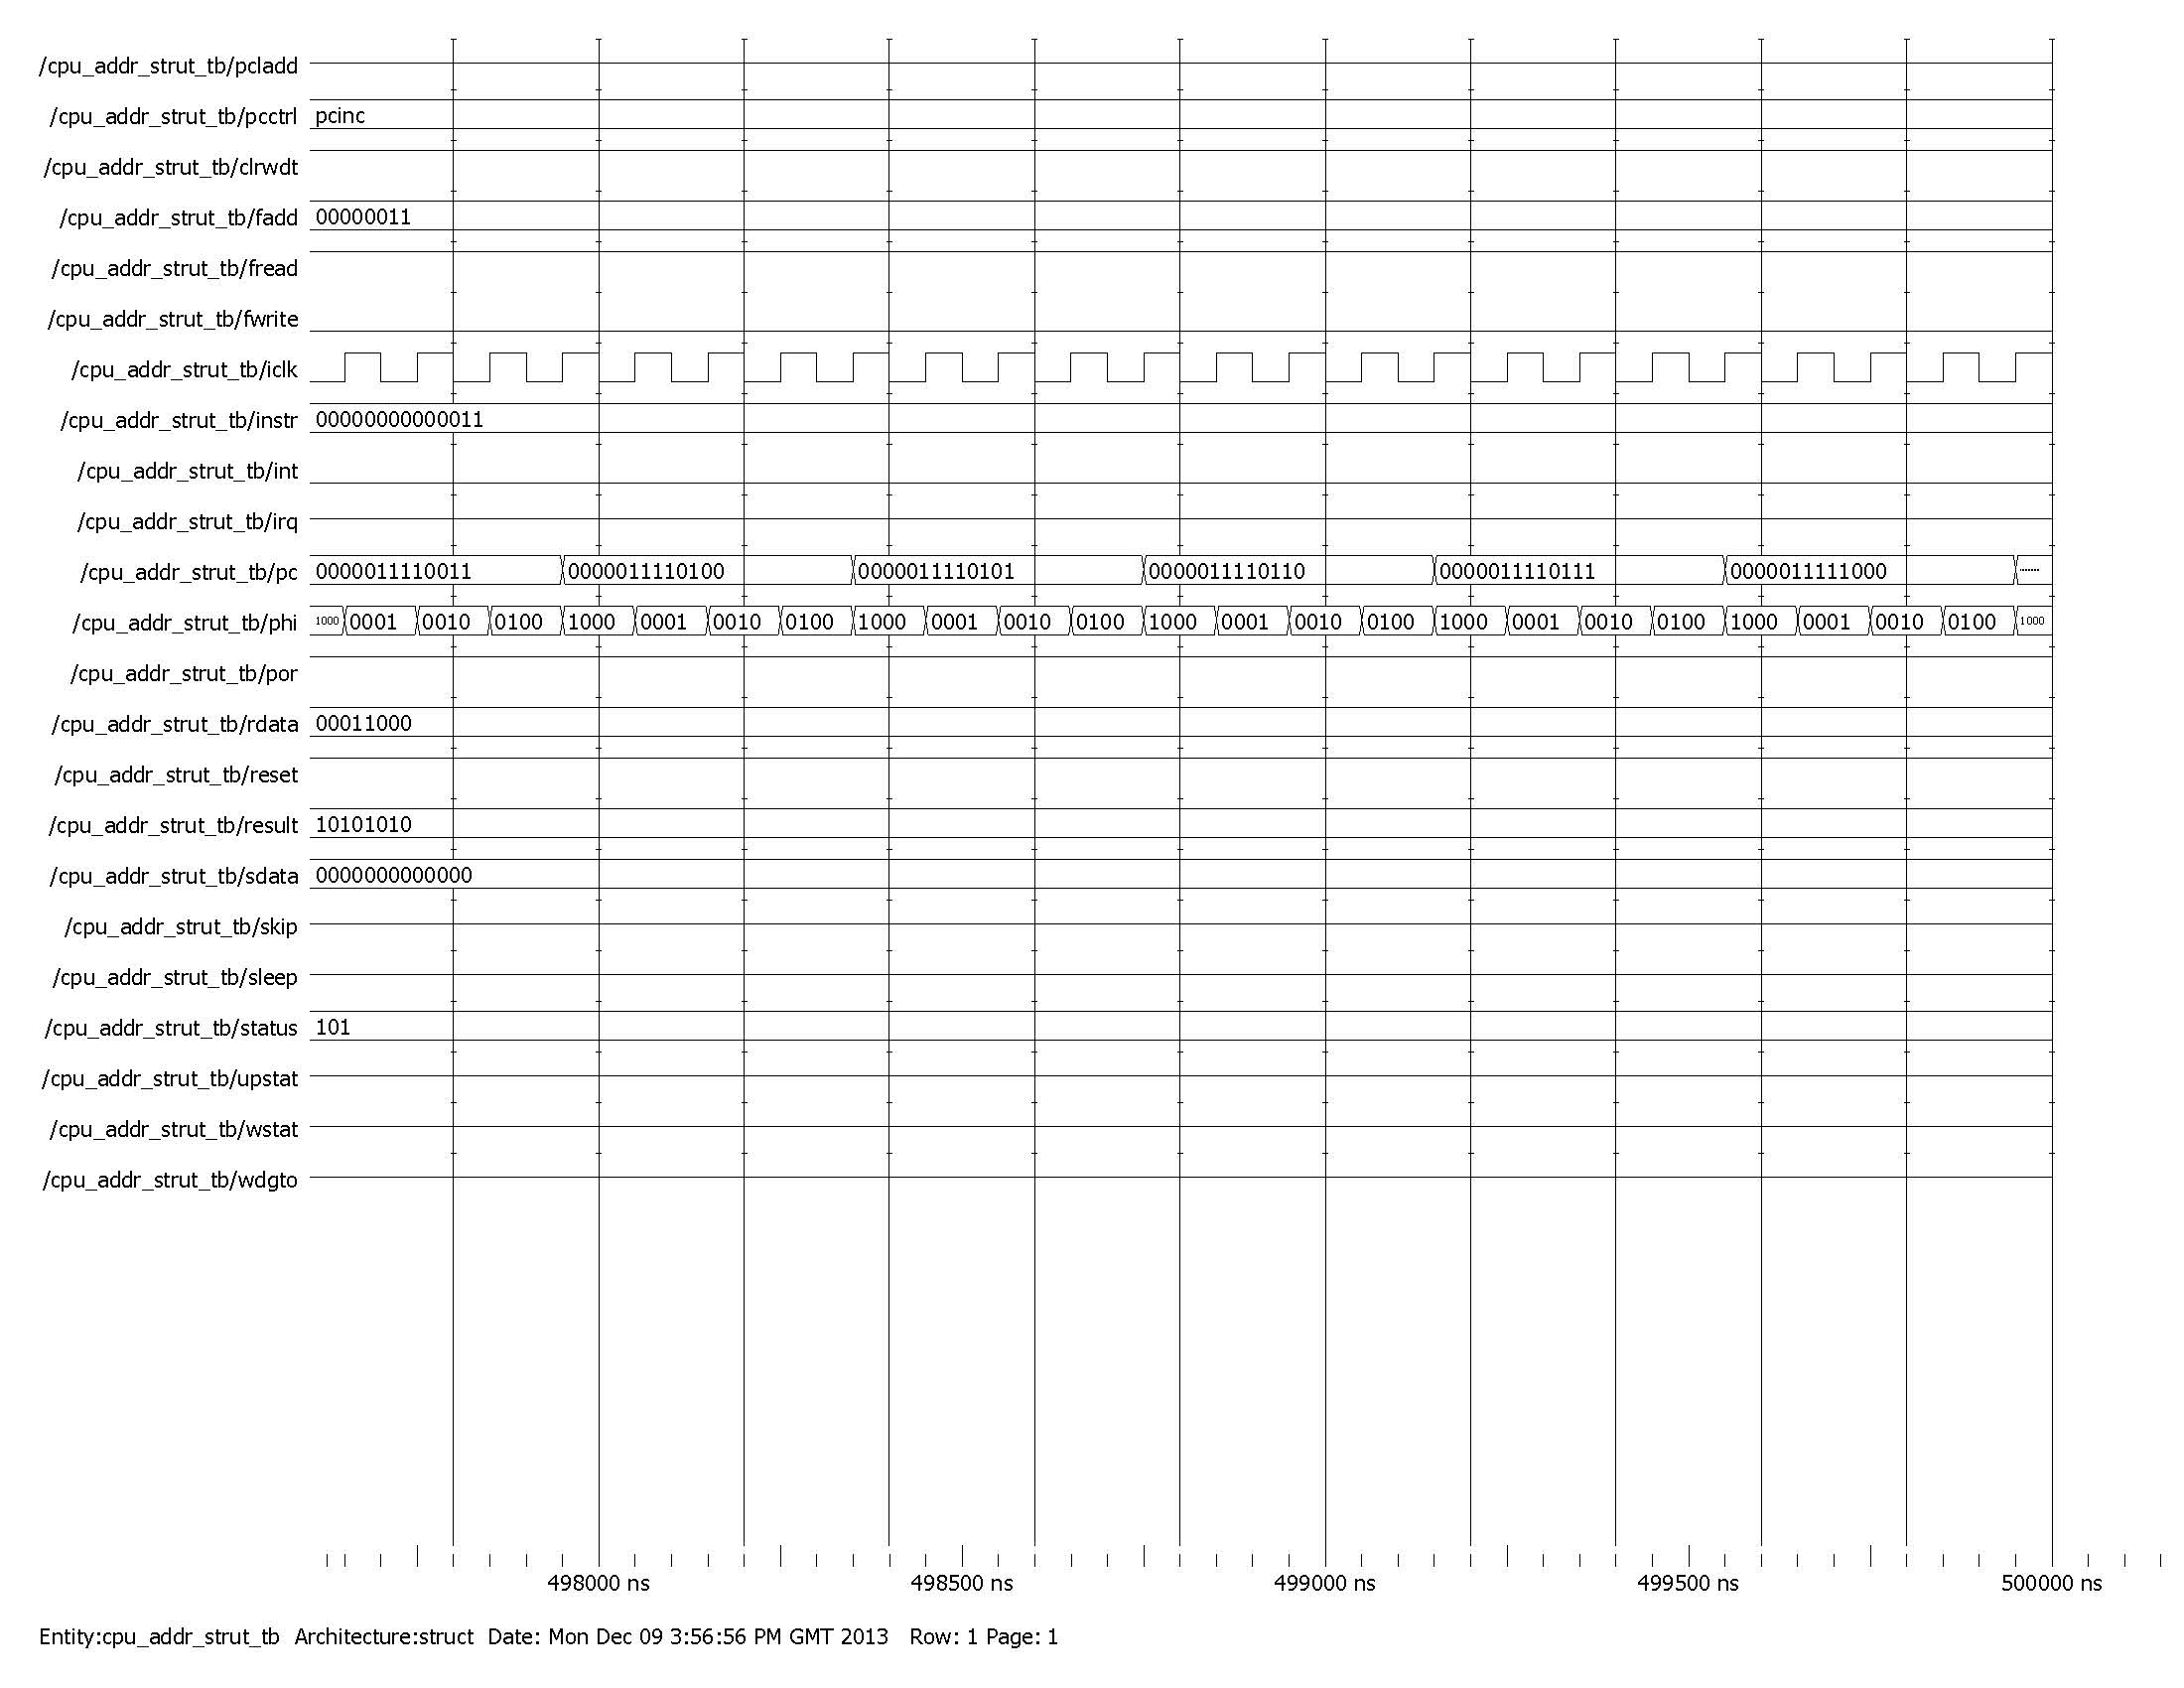 /cpu_addr_strut_tb/pcladd
/cpu_addr_strut_tb/pcctrl pcinc
/cpu_addr_strut_tb/clrwdt
/cpu_addr_strut_tb/fadd 00000011
/cpu_addr_strut_tb/fread
/cpu_addr_strut_tb/fwrite
/cpu_addr_strut_tb/iclk
/cpu_addr_strut_tb/instr 00000000000011
/cpu_addr_strut_tb/int
/cpu_addr_strut_tb/irq
/cpu_addr_strut_tb/pc 0000011110011 0000011110100 0000011110101 0000011110110 0000011110111 0000011111000
/cpu_addr_strut_tb/phi 1000 0001 0010 0100 1000 0001 0010 0100 1000 0001 0010 0100 1000 0001 0010 0100 1000 0001 0010 0100 1000 0001 0010 0100 1000
/cpu_addr_strut_tb/por
/cpu_addr_strut_tb/rdata 00011000
/cpu_addr_strut_tb/reset
/cpu_addr_strut_tb/result 10101010
/cpu_addr_strut_tb/sdata 0000000000000
/cpu_addr_strut_tb/skip
/cpu_addr_strut_tb/sleep
/cpu_addr_strut_tb/status 101
/cpu_addr_strut_tb/upstat
/cpu_addr_strut_tb/wstat
/cpu_addr_strut_tb/wdgto
498000 ns 498500 ns 499000 ns 499500 ns 500000 ns
Entity:cpu_addr_strut_tb Architecture:struct Date: Mon Dec 09 3:56:56 PM GMT 2013 Row: 1 Page: 1